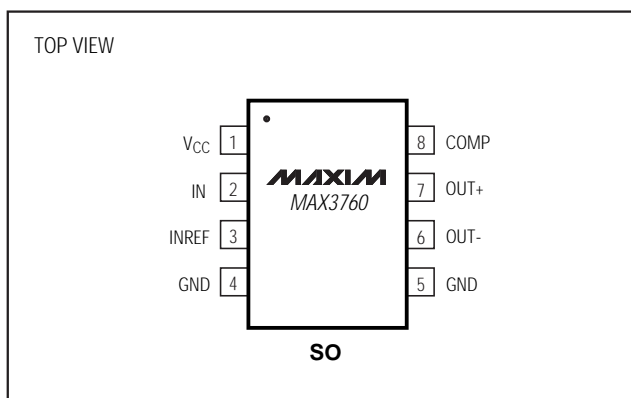 TOP VIEW
VCC 1
IN 2
INREF 3
GND 4
MAXIM
MAX3760
8 COMP
7 OUT+
6 OUT-
5 GND
SO